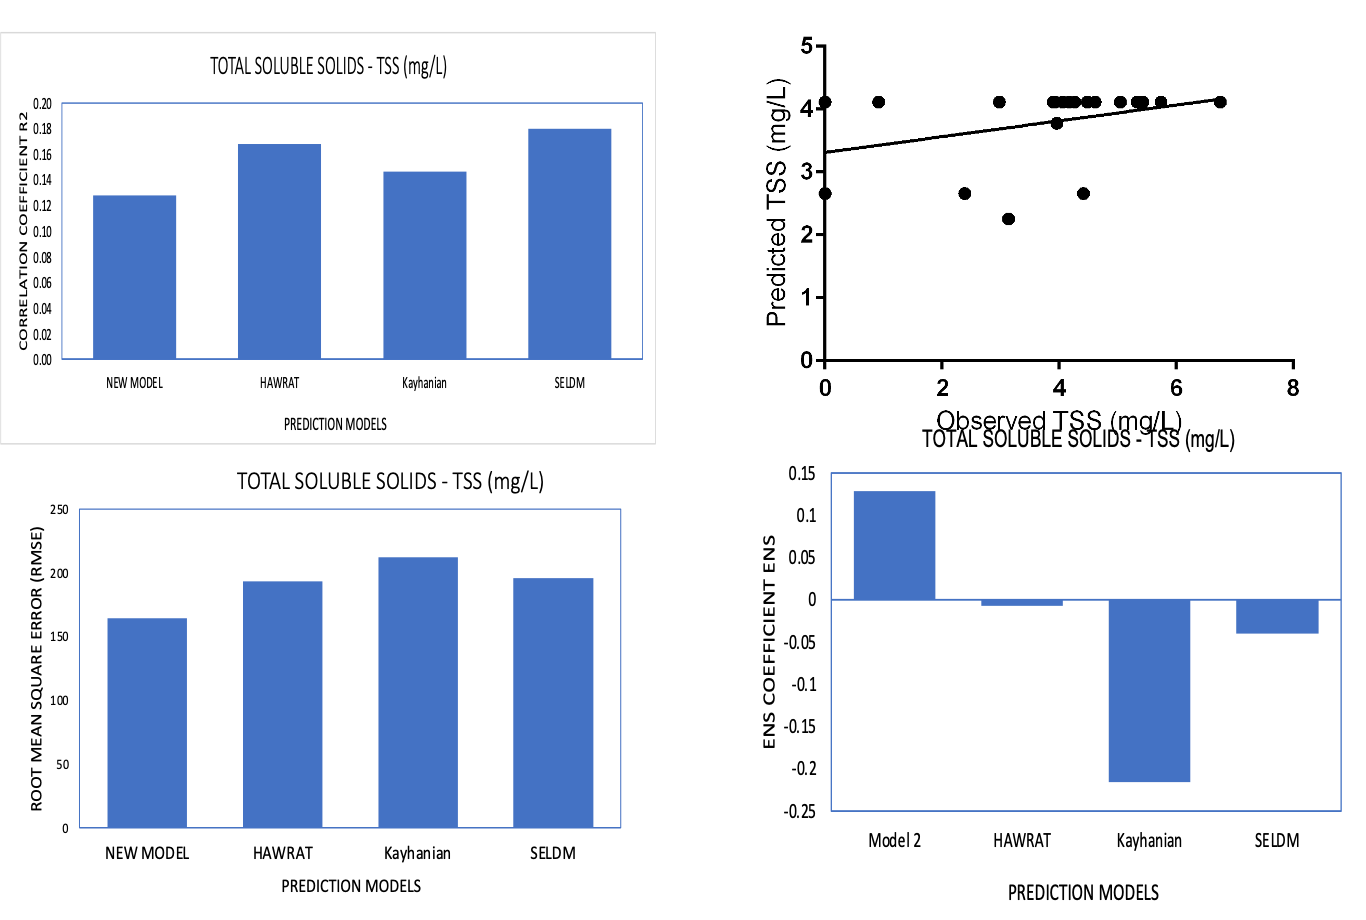 TOTAL SOLUBLE SOLIDS - TSS (mg/L)
CORRELATION COEFFICIENT R2
0.20
0.18
0.16
0.14
0.12
0.10
0.08
0.06
0.04
0.02
0.00
NEW MODEL HAWRAT Kayhanian SELDM
PREDICTION MODELS
Predicted TSS (mg/L)
5
4
3
2
1
0
0 2 4 6 8
Observed TSS (mg/L)
TOTAL SOLUBLE SOLIDS - TSS (mg/L)
ROOT MEAN SQUARE ERROR (RMSE)
250
200
150
100
50
0
NEW MODEL HAWRAT Kayhanian SELDM
PREDICTION MODELS
TOTAL SOLUBLE SOLIDS - TSS (mg/L)
ENS COEFFICIENT ENS
0.15
0.1
0.05
0
-0.05
-0.1
-0.15
-0.2
-0.25
Model 2 HAWRAT Kayhanian SELDM
PREDICTION MODELS